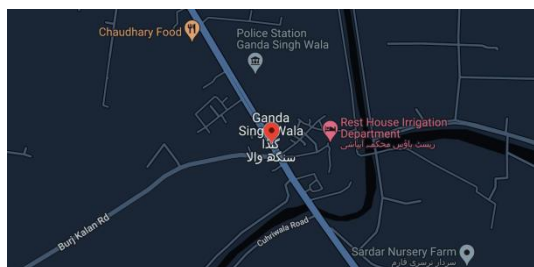 Chaudhary Food
Police Station
Ganda Singh Wala
Ganda
Singh Wala
گنڈا
سنگھ والا
Rest House Irrigation
Department
ریسٹ ہاؤس محکمہ آبپاشی
Burj Kalan Rd
Cuhriwala Road
Sardar Nursery Farm
سردار نرسری فارم